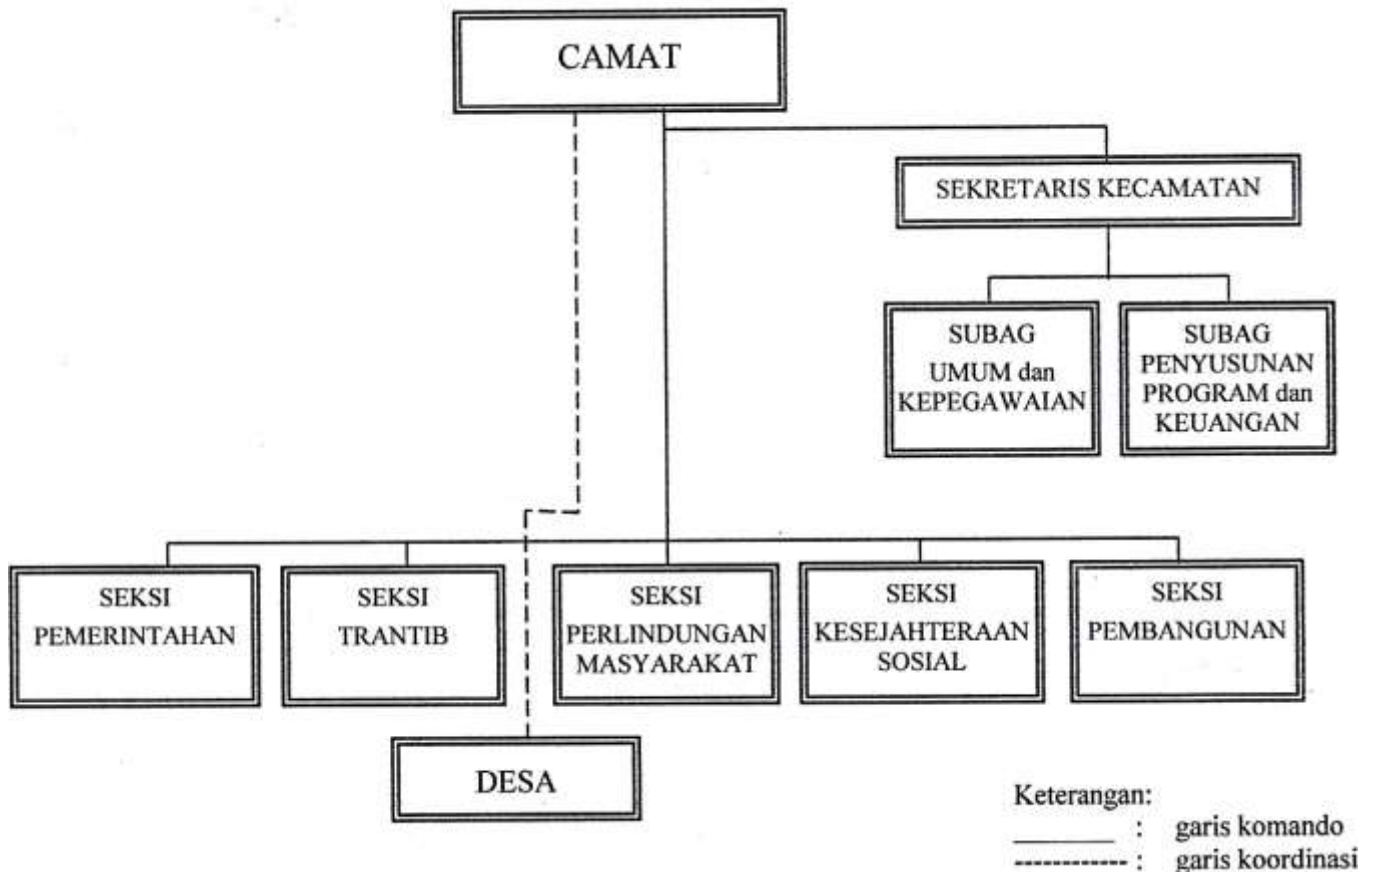 CAMAT
SEKRETARIS KECAMATAN
SUBAG
UMUM dan
KEPEGAWAIAN
SUBAG
PENYUSUNAN
PROGRAM dan
KEUANGAN
SEKSI
PEMERINTAHAN
SEKSI
TRANTIB
SEKSI
PERLINDUNGAN
MASYARAKAT
SEKSI
KESEJAHTERAAN
SOSIAL
SEKSI
PEMBANGUNAN
DESA
Keterangan:
: garis komando
: garis koordinasi